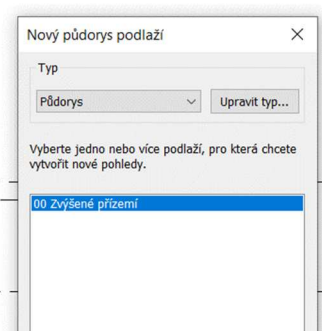 Nový půdorys podlaží
Typ
Půdorys
Upravit typ...
Vyberte jedno nebo více podlaží, pro která chcete
vytvořit nové pohledy.
00 Zvýšené přízemí